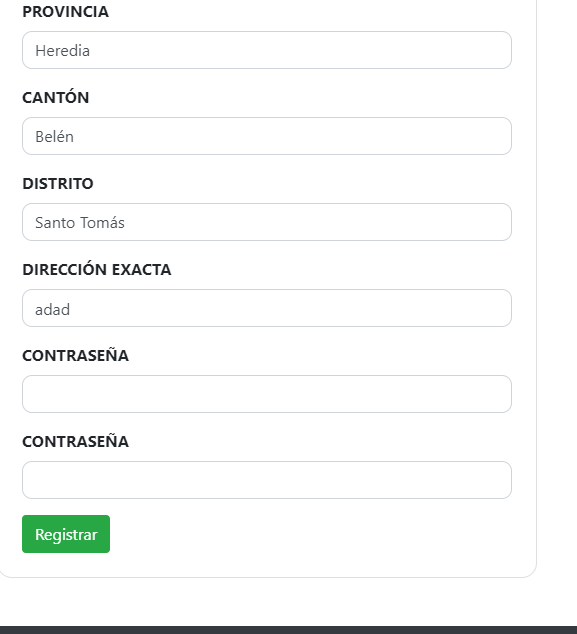 PROVINCIA
Heredia
CANTÓN
Belén
DISTRITO
Santo Tomás
DIRECCIÓN EXACTA
adad
CONTRASEÑA
CONTRASEÑA
Registrar